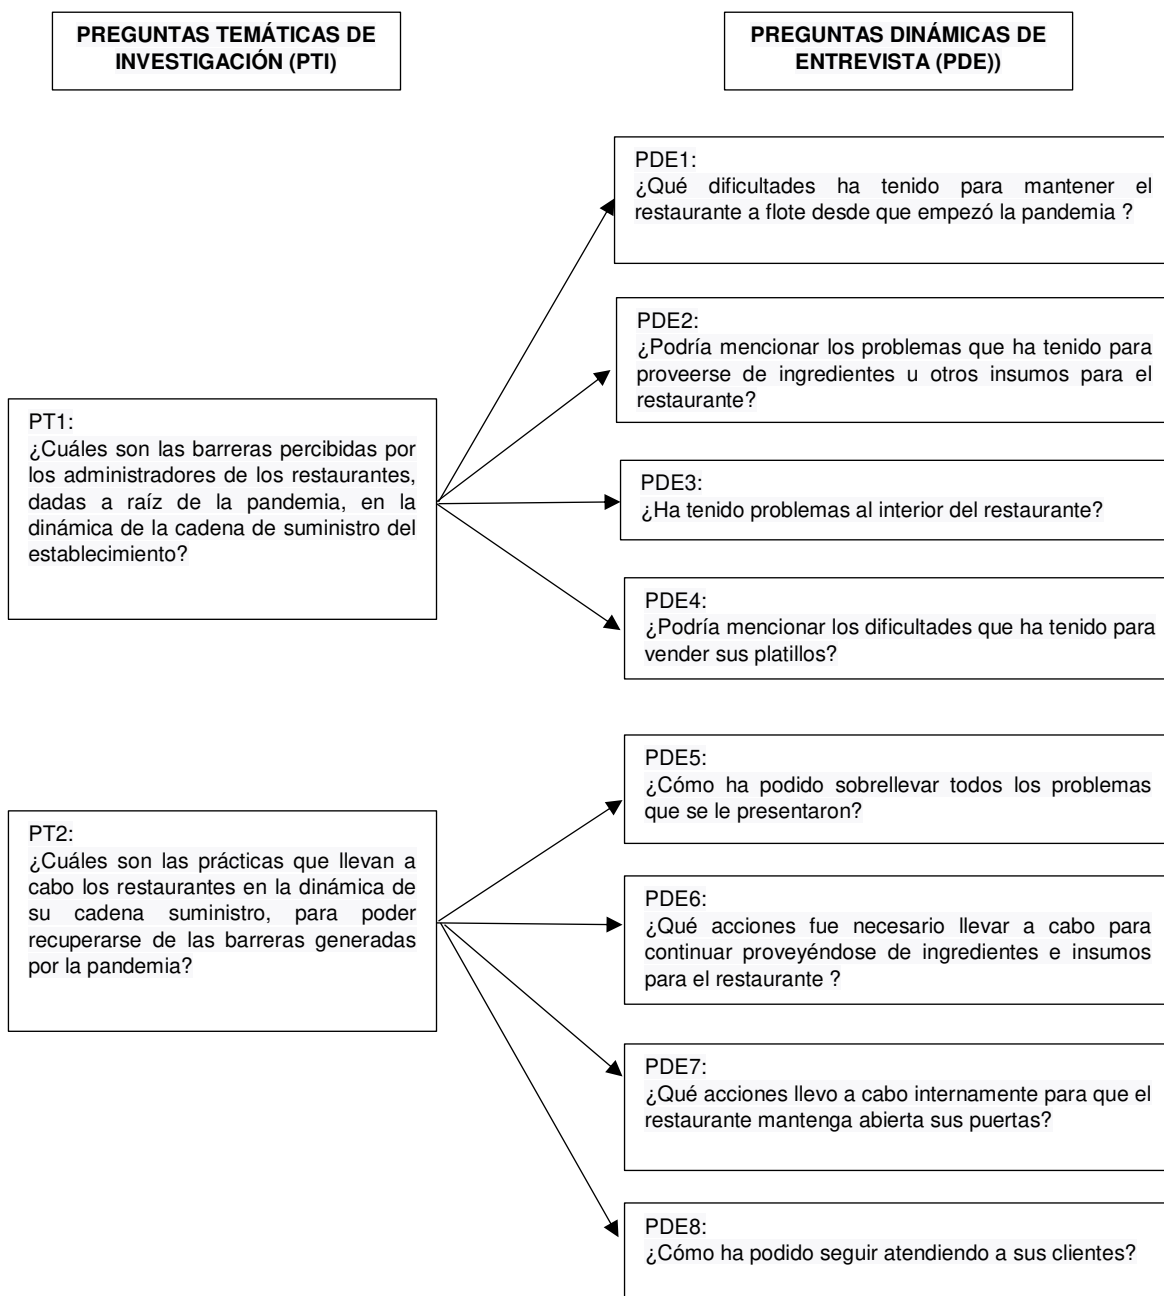 PREGUNTAS TEMÁTICAS DE
INVESTIGACIÓN (PTI)
PREGUNTAS DINÁMICAS DE
ENTREVISTA (PDE))
PT1:
¿Cuáles son las barreras percibidas por
los administradores de los restaurantes,
dadas a raíz de la pandemia, en la
dinámica de la cadena de suministro del
establecimiento?
PDE1:
¿Qué dificultades ha tenido para mantener el
restaurante a flote desde que empezó la pandemia ?
PDE2:
¿Podría mencionar los problemas que ha tenido para
proveerse de ingredientes u otros insumos para el
restaurante?
PDE3:
¿Ha tenido problemas al interior del restaurante?
PDE4:
¿Podría mencionar los dificultades que ha tenido para
vender sus platillos?
PT2:
¿Cuáles son las prácticas que llevan a
cabo los restaurantes en la dinámica de
su cadena suministro, para poder
recuperarse de las barreras generadas
por la pandemia?
PDE5:
¿Cómo ha podido sobrellevar todos los problemas
que se le presentaron?
PDE6:
¿Qué acciones fue necesario llevar a cabo para
continuar proveyéndose de ingredientes e insumos
para el restaurante ?
PDE7:
¿Qué acciones llevo a cabo internamente para que el
restaurante mantenga abierta sus puertas?
PDE8:
¿Cómo ha podido seguir atendiendo a sus clientes?